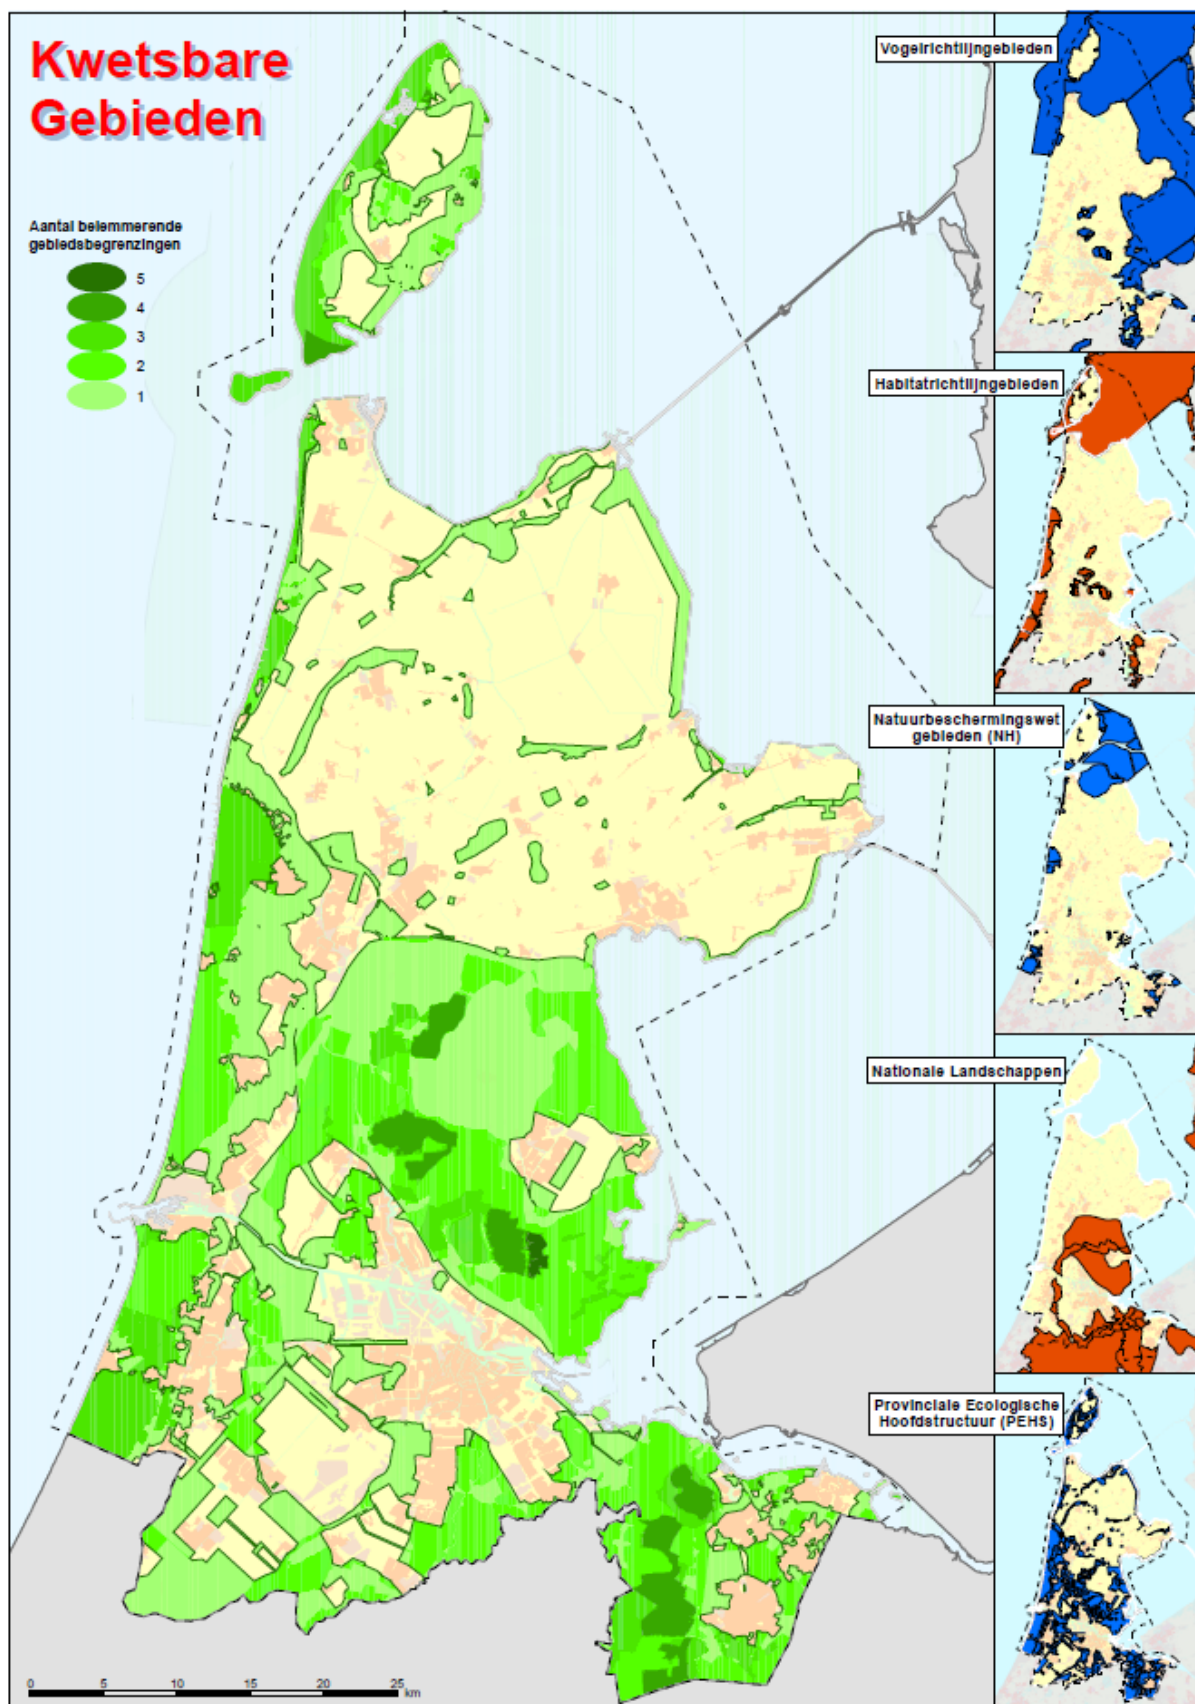 Kwetsbare
Gebieden
Aantal belemmerende
gebiedsbegrenzingen
5
4
3
2
1
Vogelrichtlijngebieden
Habitatrichtlijngebieden
Natuurbeschermingswet
gebieden (NH)
Nationale Landschappen
Provinciale Ecologische
Hoofdstructuur (PEHS)
0 5 10 15 20 25
km